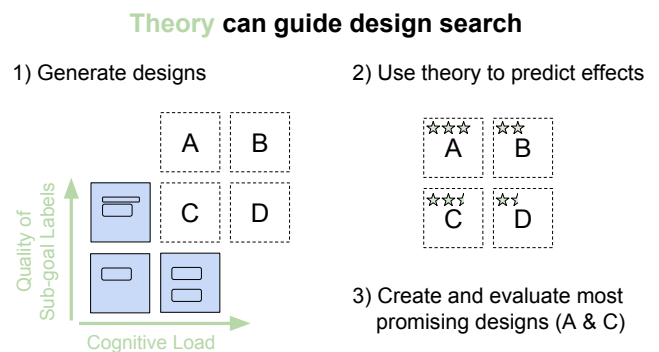 Theory can guide design search
1) Generate designs
2) Use theory to predict effects
A B
C D
Quality of
Sub-goal Labels
Cognitive Load
A B
C D
3) Create and evaluate most
promising designs (A & C)